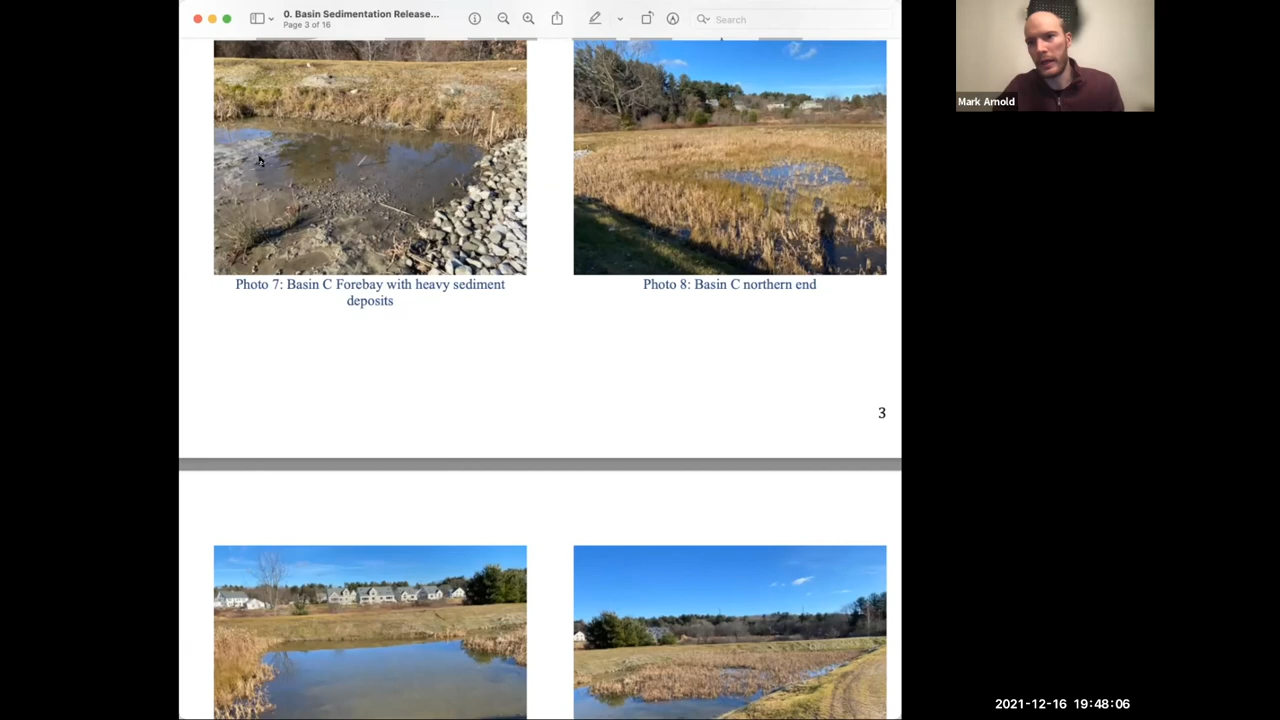 0. Basin Sedimentation Release...
Page 3 of 16
Search
Mark Arnold
Photo 7: Basin C Forebay with heavy sediment
deposits
Photo 8: Basin C northern end
3
2021-12-16 19:48:06